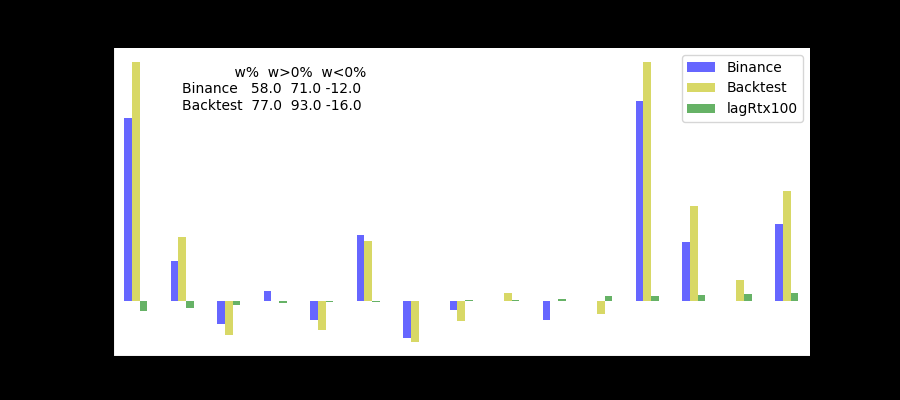 w% w>0% w<0%
Binance 58.0 71.0 -12.0
Backtest 77.0 93.0 -16.0
Binance
Backtest
lagRtx100